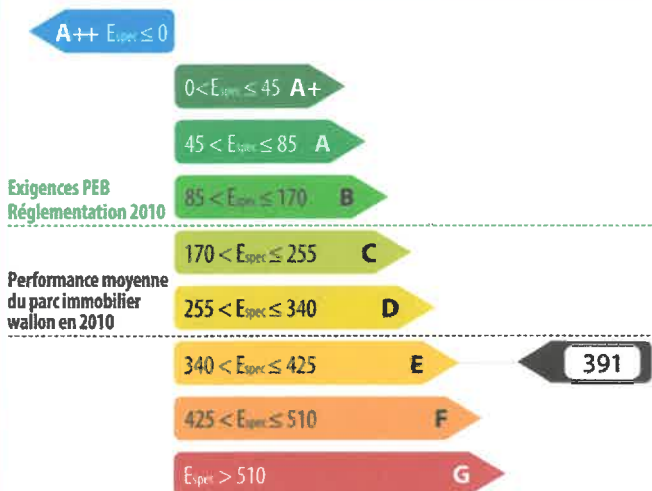 A++ Espec ≤ 0
0 < Espec ≤ 45 A+
45 < Espec ≤ 85 A
Exigences PEB
Réglementation 2010
85 < Espec ≤ 170 B
170 < Espec ≤ 255 C
Performance moyenne
du parc immobilier
wallon en 2010
255 < Espec ≤ 340 D
340 < Espec ≤ 425 E
391
425 < Espec ≤ 510 F
Espec > 510 G